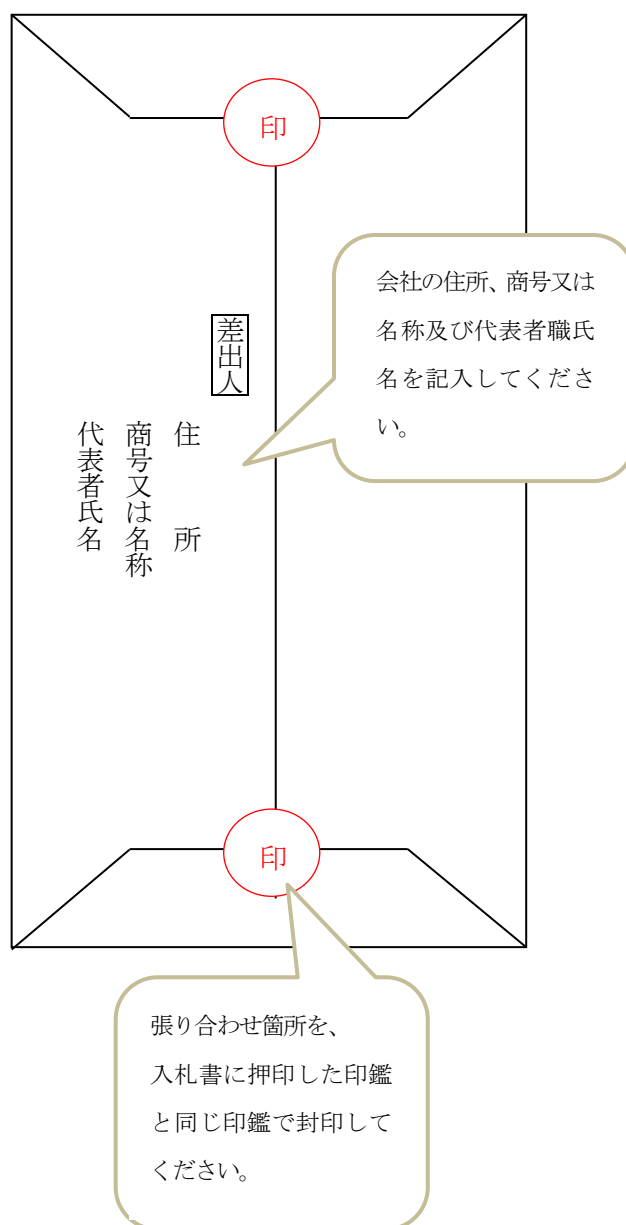 印
会社の住所、商号又は
名称及び代表者職氏
名を記入してくださ
い。
差出人
住所
商号又は名称
代表者氏名
印
張り合わせ箇所を、
入札書に押印した印鑑
と同じ印鑑で封印して
ください。